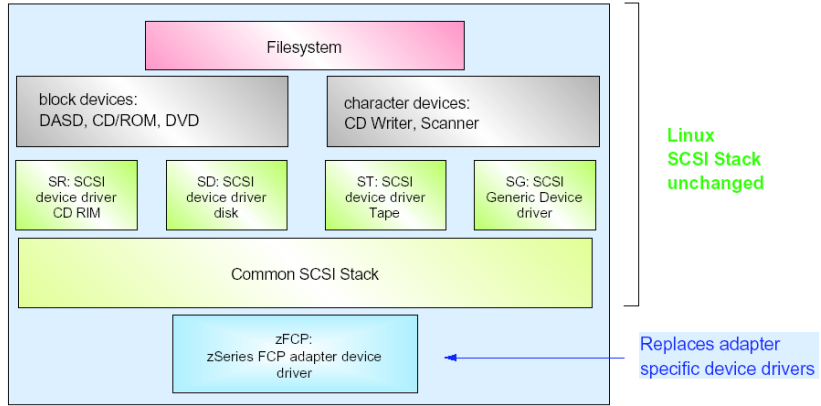 Filesystem
block devices:
DASD, CD/ROM, DVD
character devices:
CD Writer, Scanner
SR: SCSI
device driver
CD RIM
SD: SCSI
device driver
disk
ST: SCSI
device driver
Tape
SG: SCSI
Generic Device
driver
Common SCSI Stack
zFCP:
zSeries FCP adapter device
driver
Linux
SCSI Stack
unchanged
Replaces adapter
specific device drivers